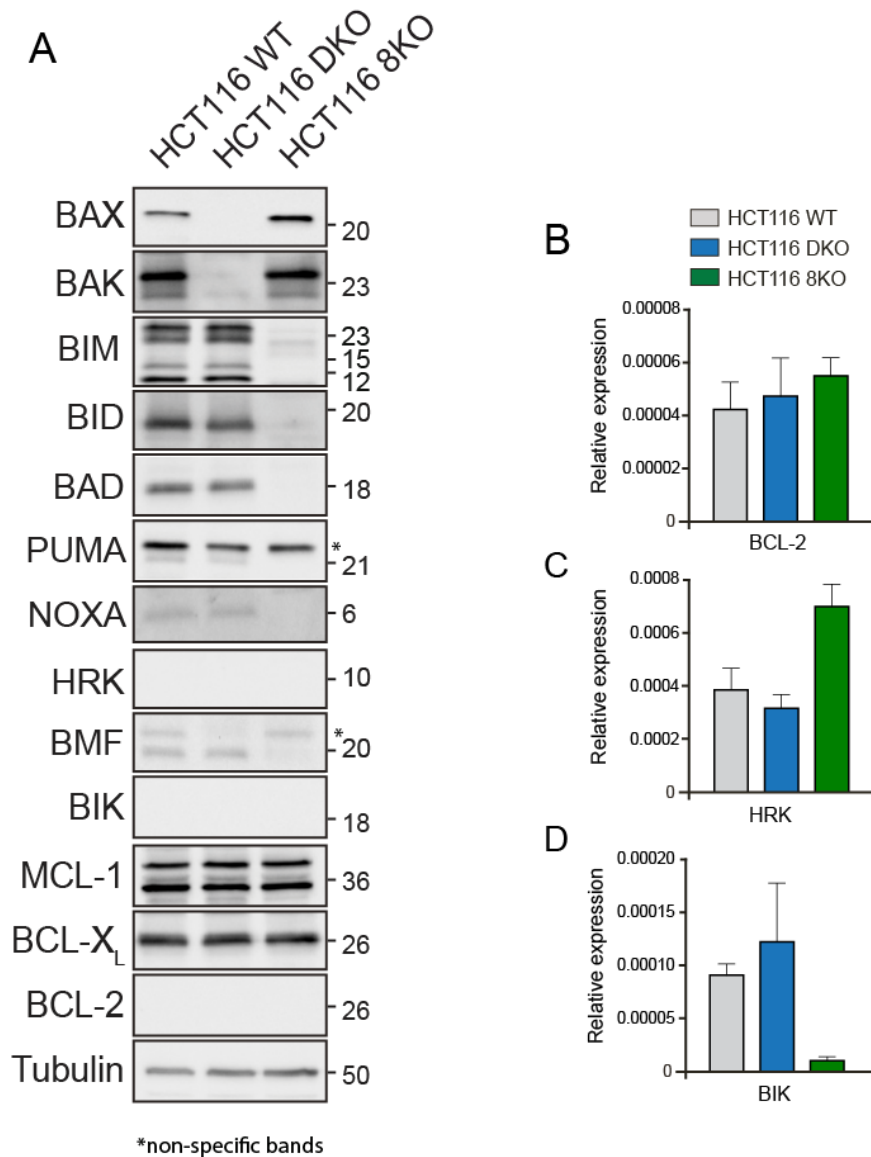 A
HCT116 WT
HCT116 DKO
HCT116 8KO
BAX
20
BAK
23
BIM
23
15
12
BID
20
BAD
18
PUMA
*
21
NOXA
6
HRK
10
BMF
*
20
BIK
18
MCL-1
36
BCL-XL
26
BCL-2
26
Tubulin
50
*non-specific bands
HCT116 WT
HCT116 DKO
HCT116 8KO
B
Relative expression
0.00008
0.00006
0.00004
0.00002
0
BCL-2
C
Relative expression
0.0008
0.0006
0.0004
0.0002
0
HRK
D
Relative expression
0.00020
0.00015
0.00010
0.00005
0
BIK